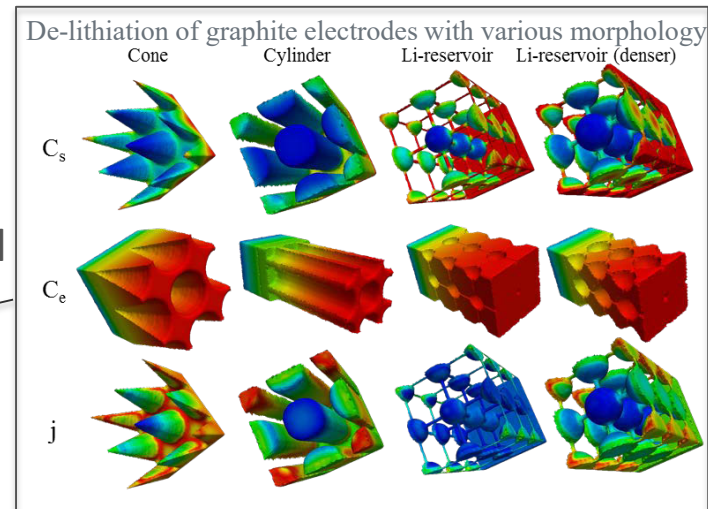 De-lithiation of graphite electrodes with various morphology
Cone Cylinder Li-reservoir Li-reservoir (denser)
Cs
Ce
j